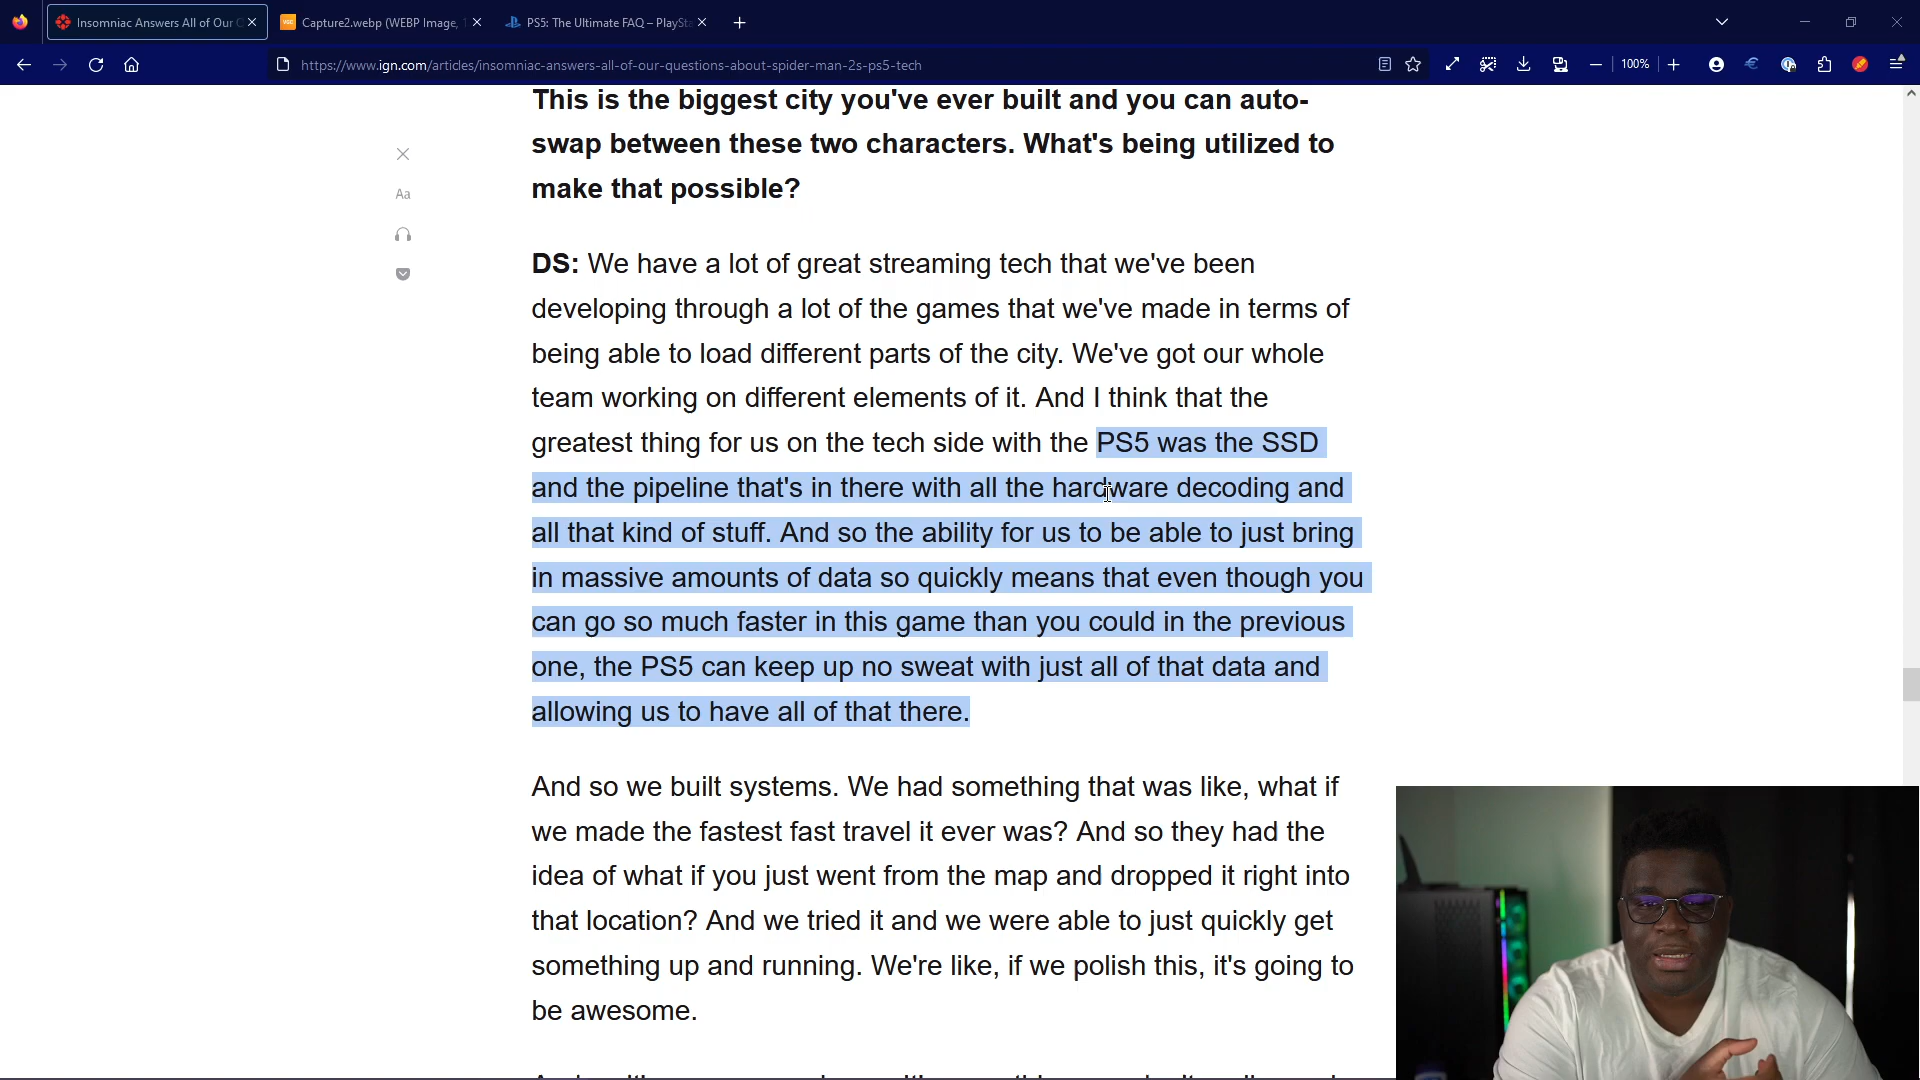 Insomniac Answers All of Our
Capture2.webp (WEBP Image,
PS5: The Ultimate FAQ – PlaySta
https://www.ign.com/articles/insomniac-answers-all-of-our-questions-about-spider-man-2s-ps5-tech
100%
This is the biggest city you've ever built and you can auto-
swap between these two characters. What's being utilized to
make that possible?
Aa
DS: We have a lot of great streaming tech that we've been
developing through a lot of the games that we've made in terms of
being able to load different parts of the city. We've got our whole
team working on different elements of it. And I think that the
greatest thing for us on the tech side with the PS5 was the SSD
and the pipeline that's in there with all the hardware decoding and
all that kind of stuff. And so the ability for us to be able to just bring
in massive amounts of data so quickly means that even though you
can go so much faster in this game than you could in the previous
one, the PS5 can keep up no sweat with just all of that data and
allowing us to have all of that there.
And so we built systems. We had something that was like, what if
we made the fastest fast travel it ever was? And so they had the
idea of what if you just went from the map and dropped it right into
that location? And we tried it and we were able to just quickly get
something up and running. We're like, if we polish this, it's going to
be awesome.